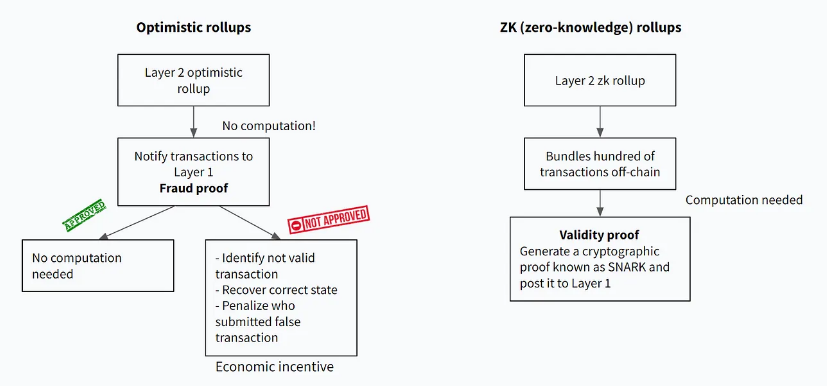 Optimistic rollups
Layer 2 optimistic
rollup
No computation!
Notify transactions to
Layer 1
Fraud proof
APPROVED
NOT APPROVED
No computation
needed
- Identify not valid
transaction
- Recover correct state
- Penalize who
submitted false
transaction
Economic incentive
ZK (zero-knowledge) rollups
Layer 2 zk rollup
Bundles hundred of
transactions off-chain
Computation needed
Validity proof
Generate a cryptographic
proof known as SNARK and
post it to Layer 1